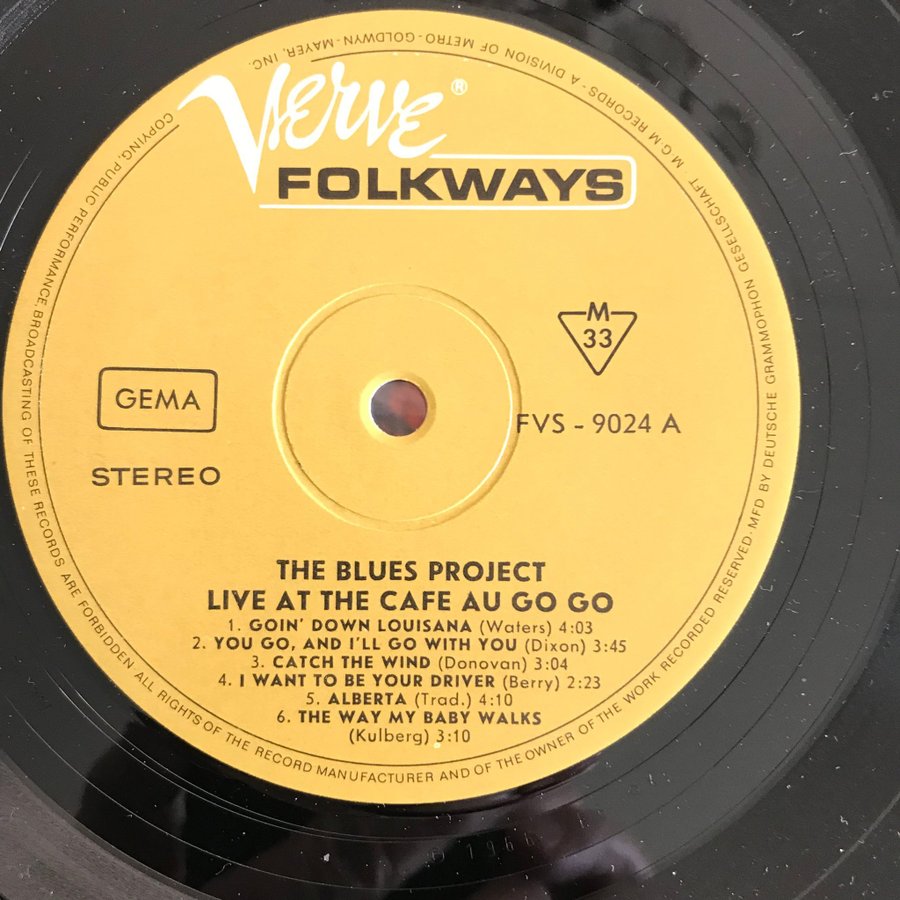 Verve®
FOLKWAYS
M
33
GEMA
FVS - 9024 A
STEREO
THE BLUES PROJECT
LIVE AT THE CAFE AU GO GO
1. GOIN' DOWN LOUISANA (Waters) 4:03
2. YOU GO, AND I'LL GO WITH YOU (Dixon) 3:45
3. CATCH THE WIND (Donovan) 3:04
4. I WANT TO BE YOUR DRIVER (Berry) 2:23
5. ALBERTA (Trad.) 4:10
6. THE WAY MY BABY WALKS
(Kulberg) 3:10
M G M RECORDS - A DIVISION OF METRO - GOLDWYN - MAYER, INC.
COPYING, PUBLIC PERFORMANCE, BROADCASTING OF THESE RECORDS ARE FORBIDDEN ALL RIGHTS OF THE RECORD MANUFACTURER AND OF THE OWNER OF THE WORK RECORDED RESERVED · MFD BY DEUTSCHE GRAMMOPHON GESELLSCHAFT
1966